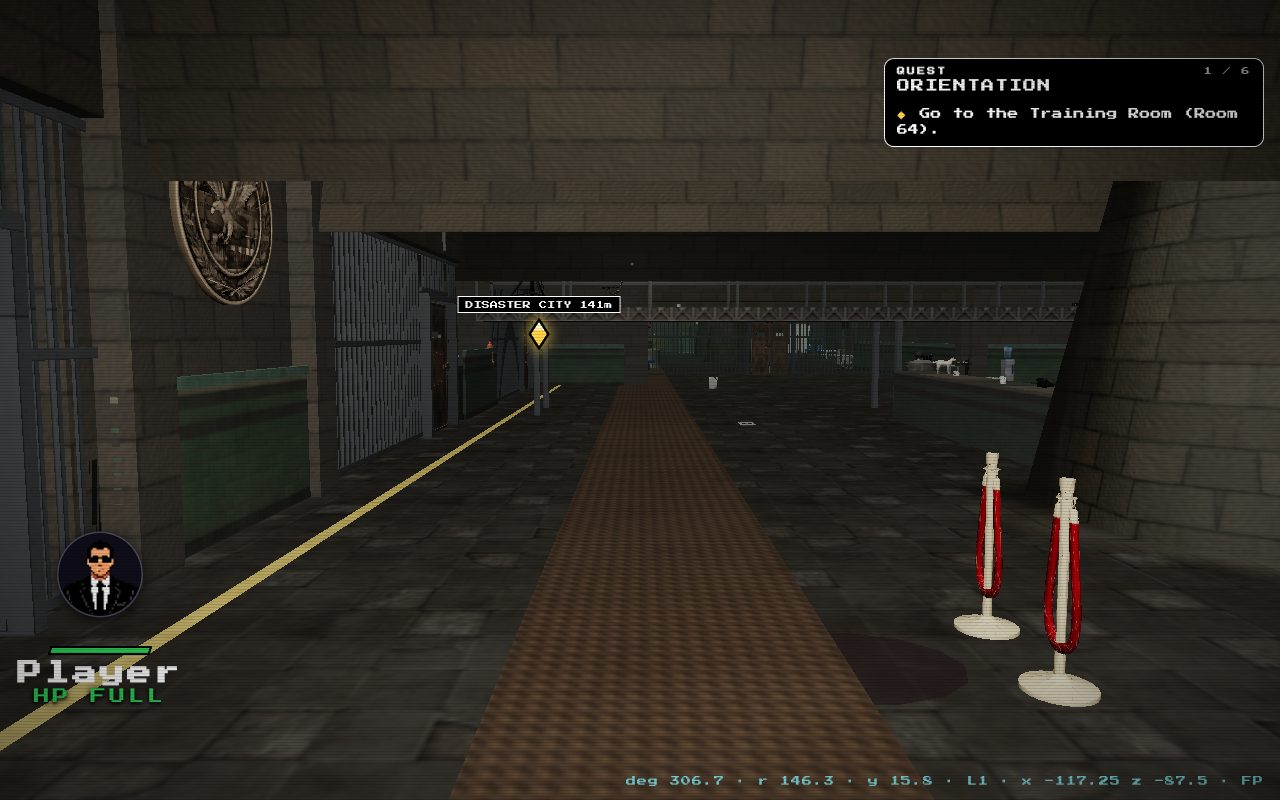 QUEST
1 / 6
ORIENTATION
◆ Go to the Training Room (Room
64).
DISASTER CITY 141m
Player
HP FULL
deg 306.7 · r 146.3 · y 15.8 · L1 · x -117.25 z -87.5 · FP